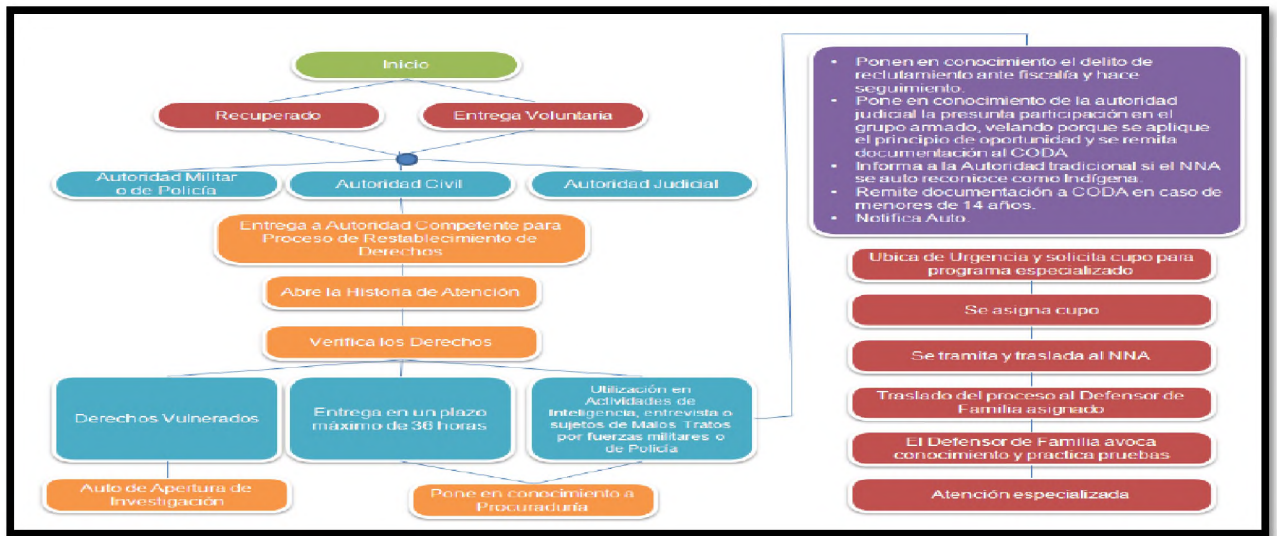 Inicio
Recuperado
Entrega Voluntaria
Autoridad Militar
o de Policía
Autoridad Civil
Autoridad Judicial
Entrega a Autoridad Competente para
Proceso de Restablecimiento de
Derechos
Abre la Historia de Atención
Verifica los Derechos
Derechos Vulnerados
Entrega en un plazo
máximo de 36 horas
Utilización en
Actividades de
Inteligencia, entrevista o
sujetos de Malos Tratos
por fuerzas militares o
de Policía
Auto de Apertura de
Investigación
Pone en conocimiento a
Procuraduría
• Ponen en conocimiento el delito de
reclutamiento ante fiscalía y hace
seguimiento.
• Pone en conocimiento de la autoridad
judicial la presunta participación en el
grupo armado, velando porque se aplique
el principio de oportunidad y se remita
documentación al CODA
• Informa a la Autoridad tradicional si el NNA
se auto reconioce como Indígena.
• Remite documentación a CODA en caso de
menores de 14 años.
• Notifica Auto.
Ubica de Urgencia y solicita cupo para
programa especializado
Se asigna cupo
Se tramita y traslada al NNA
Traslado del proceso al Defensor de
Familia asignado
El Defensor de Familia avoca
conocimiento y practica pruebas
Atención especializada